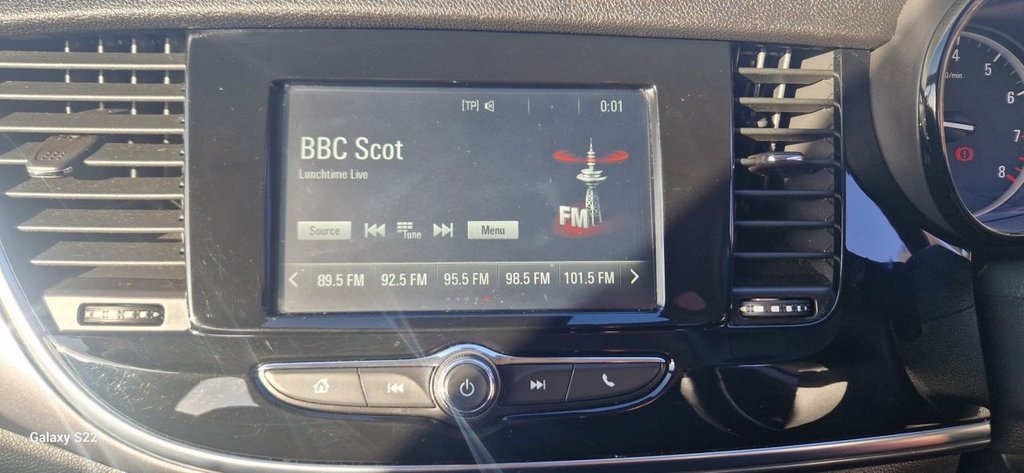 [TP] 0:01
BBC Scot
Lunchtime Live
FM
Source Tune Menu
89.5 FM 92.5 FM 95.5 FM 98.5 FM 101.5 FM
4
5
6
7
8
Galaxy S22